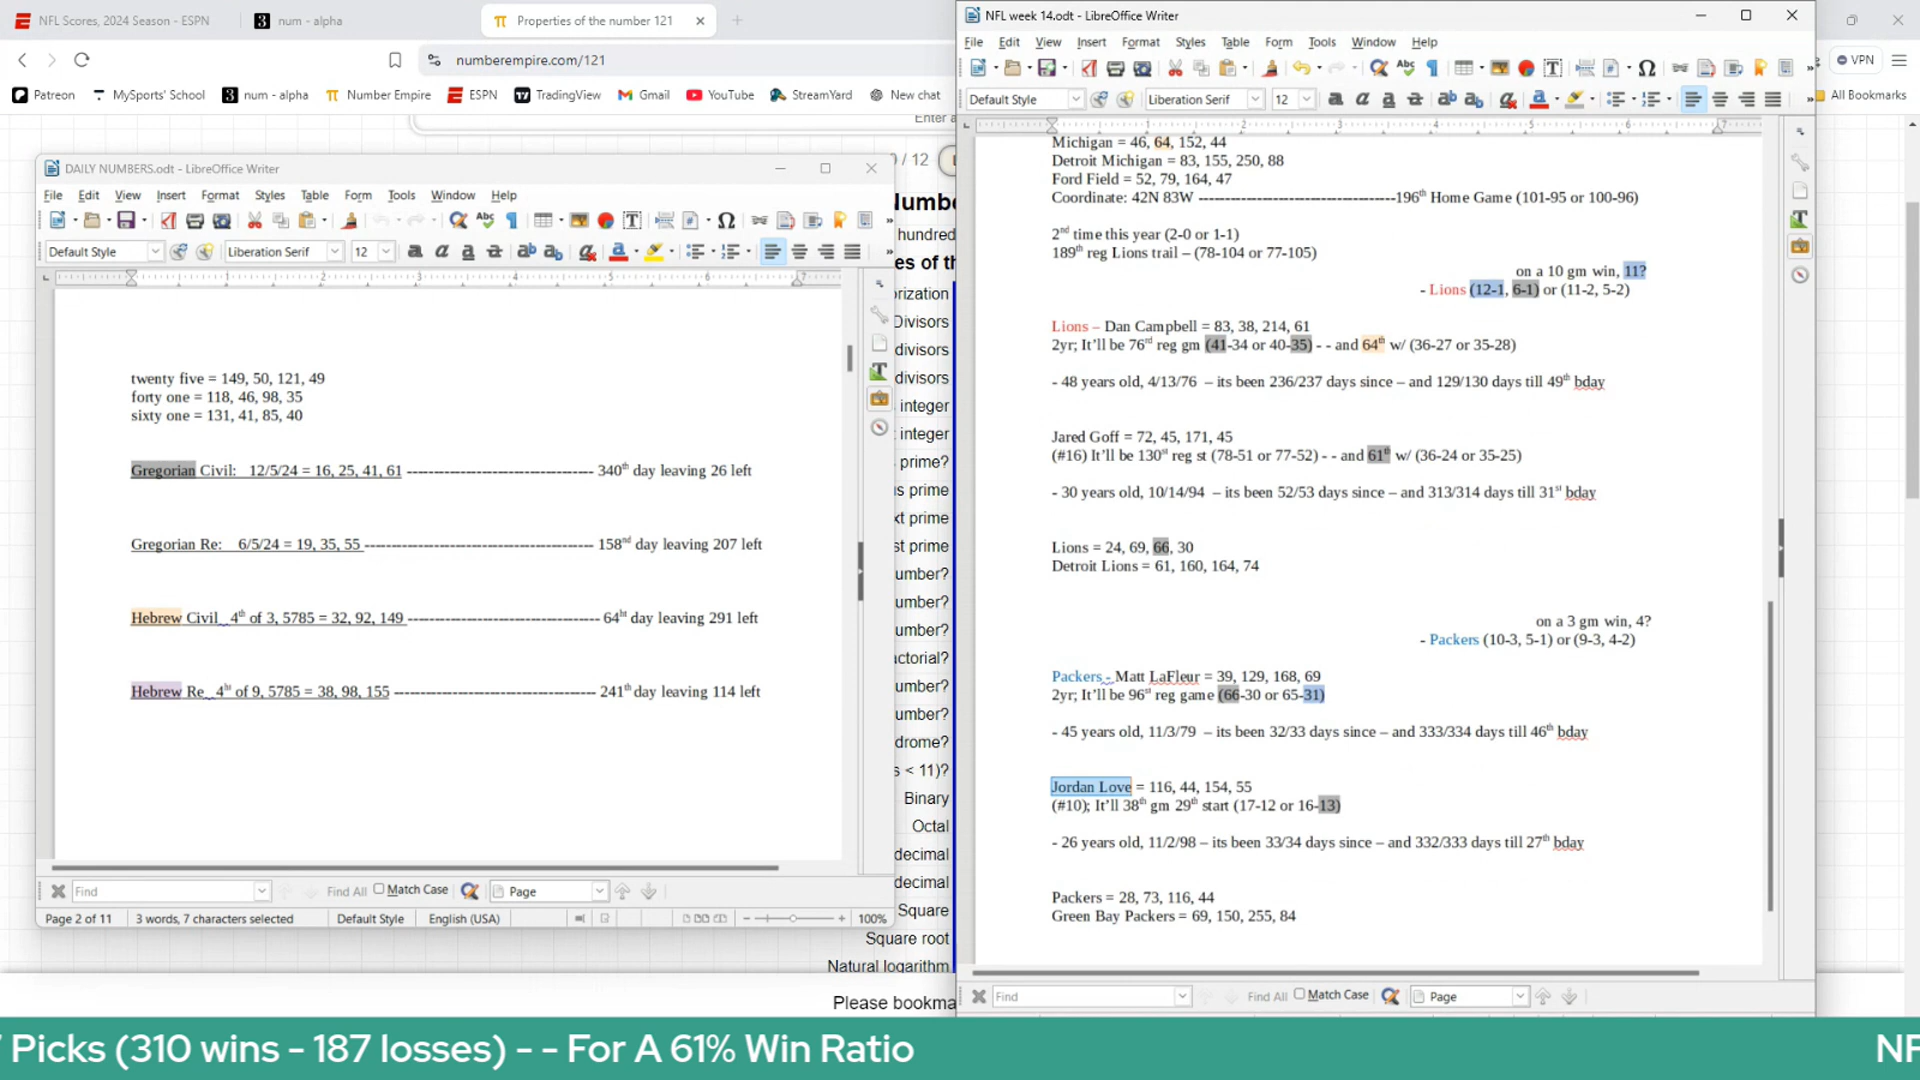 NFL Scores, 2024 Season - ESPN
num - alpha
Properties of the number 121
numberempire.com/121
VPN
Patreon
MySports' School
num - alpha
Number Empire
ESPN
TradingView
Gmail
YouTube
StreamYard
New chat
All Bookmarks
Enter a
/ 12
DAILY NUMBERS.odt - LibreOffice Writer
File Edit View Insert Format Styles Table Form Tools Window Help
Default Style
Liberation Serif
12
twenty five = 149, 50, 121, 49
forty one = 118, 46, 98, 35
sixty one = 131, 41, 85, 40
Gregorian Civil: 12/5/24 = 16, 25, 41, 61 ----------------------------------- 340th day leaving 26 left
Gregorian Re: 6/5/24 = 19, 35, 55 ------------------------------------------- 158nd day leaving 207 left
Hebrew Civil 4th of 3, 5785 = 32, 92, 149 ------------------------------------ 64ht day leaving 291 left
Hebrew Re 4ht of 9, 5785 = 38, 98, 155 -------------------------------------- 241th day leaving 114 left
Find
Find All
Match Case
Page
Page 2 of 11
3 words, 7 characters selected
Default Style
English (USA)
100%
hundred
Divisors
integer
prime?
number?
Binary
Octal
Square
Square root
Natural logarithm
Please bookma
NFL week 14.odt - LibreOffice Writer
File Edit View Insert Format Styles Table Form Tools Window Help
Default Style
Liberation Serif
12
Michigan = 46, 64, 152, 44
Detroit Michigan = 83, 155, 250, 88
Ford Field = 52, 79, 164, 47
Coordinate: 42N 83W -------------------------------------196th Home Game (101-95 or 100-96)
2nd time this year (2-0 or 1-1)
189th reg Lions trail – (78-104 or 77-105)
on a 10 gm win, 11?
- Lions (12-1, 6-1) or (11-2, 5-2)
Lions – Dan Campbell = 83, 38, 214, 61
2yr; It'll be 76rd reg gm (41-34 or 40-35) - - and 64th w/ (36-27 or 35-28)
- 48 years old, 4/13/76 – its been 236/237 days since – and 129/130 days till 49th bday
Jared Goff = 72, 45, 171, 45
(#16) It'll be 130st reg st (78-51 or 77-52) - - and 61th w/ (36-24 or 35-25)
- 30 years old, 10/14/94 – its been 52/53 days since – and 313/314 days till 31st bday
Lions = 24, 69, 66, 30
Detroit Lions = 61, 160, 164, 74
on a 3 gm win, 4?
- Packers (10-3, 5-1) or (9-3, 4-2)
Packers - Matt LaFleur = 39, 129, 168, 69
2yr; It'll be 96st reg game (66-30 or 65-31)
- 45 years old, 11/3/79 – its been 32/33 days since – and 333/334 days till 46th bday
Jordan Love = 116, 44, 154, 55
(#10); It'll 38th gm 29th start (17-12 or 16-13)
- 26 years old, 11/2/98 – its been 33/34 days since – and 332/333 days till 27th bday
Packers = 28, 73, 116, 44
Green Bay Packers = 69, 150, 255, 84
Find
Find All
Match Case
Page
Picks (310 wins - 187 losses) - - For A 61% Win Ratio
NF